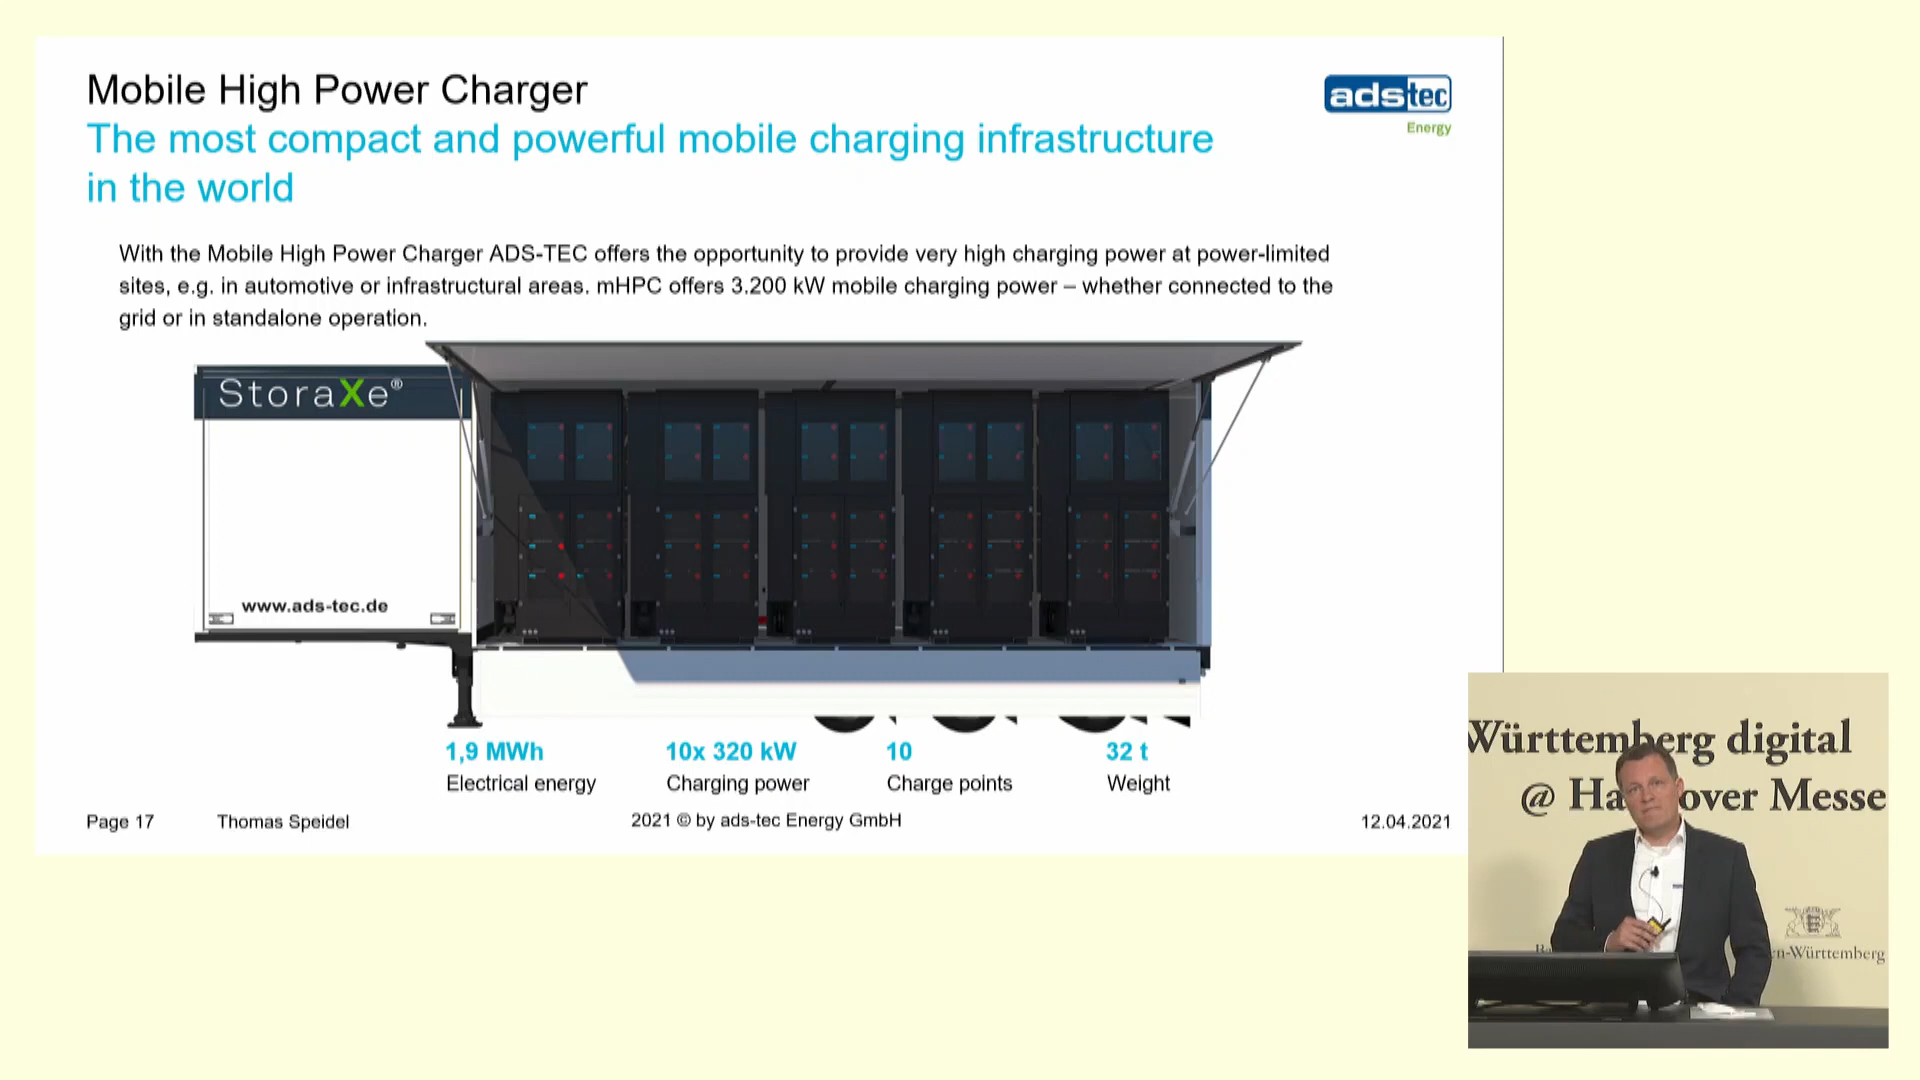 Mobile High Power Charger
The most compact and powerful mobile charging infrastructure
in the world
adstec
Energy
With the Mobile High Power Charger ADS-TEC offers the opportunity to provide very high charging power at power-limited
sites, e.g. in automotive or infrastructural areas. mHPC offers 3.200 kW mobile charging power – whether connected to the
grid or in standalone operation.
StoraXe®
www.ads-tec.de
1,9 MWh
Electrical energy
10x 320 kW
Charging power
10
Charge points
32 t
Weight
Page 17
Thomas Speidel
2021 © by ads-tec Energy GmbH
12.04.2021
Württemberg digital
@ Ha over Messe
en-Württemberg